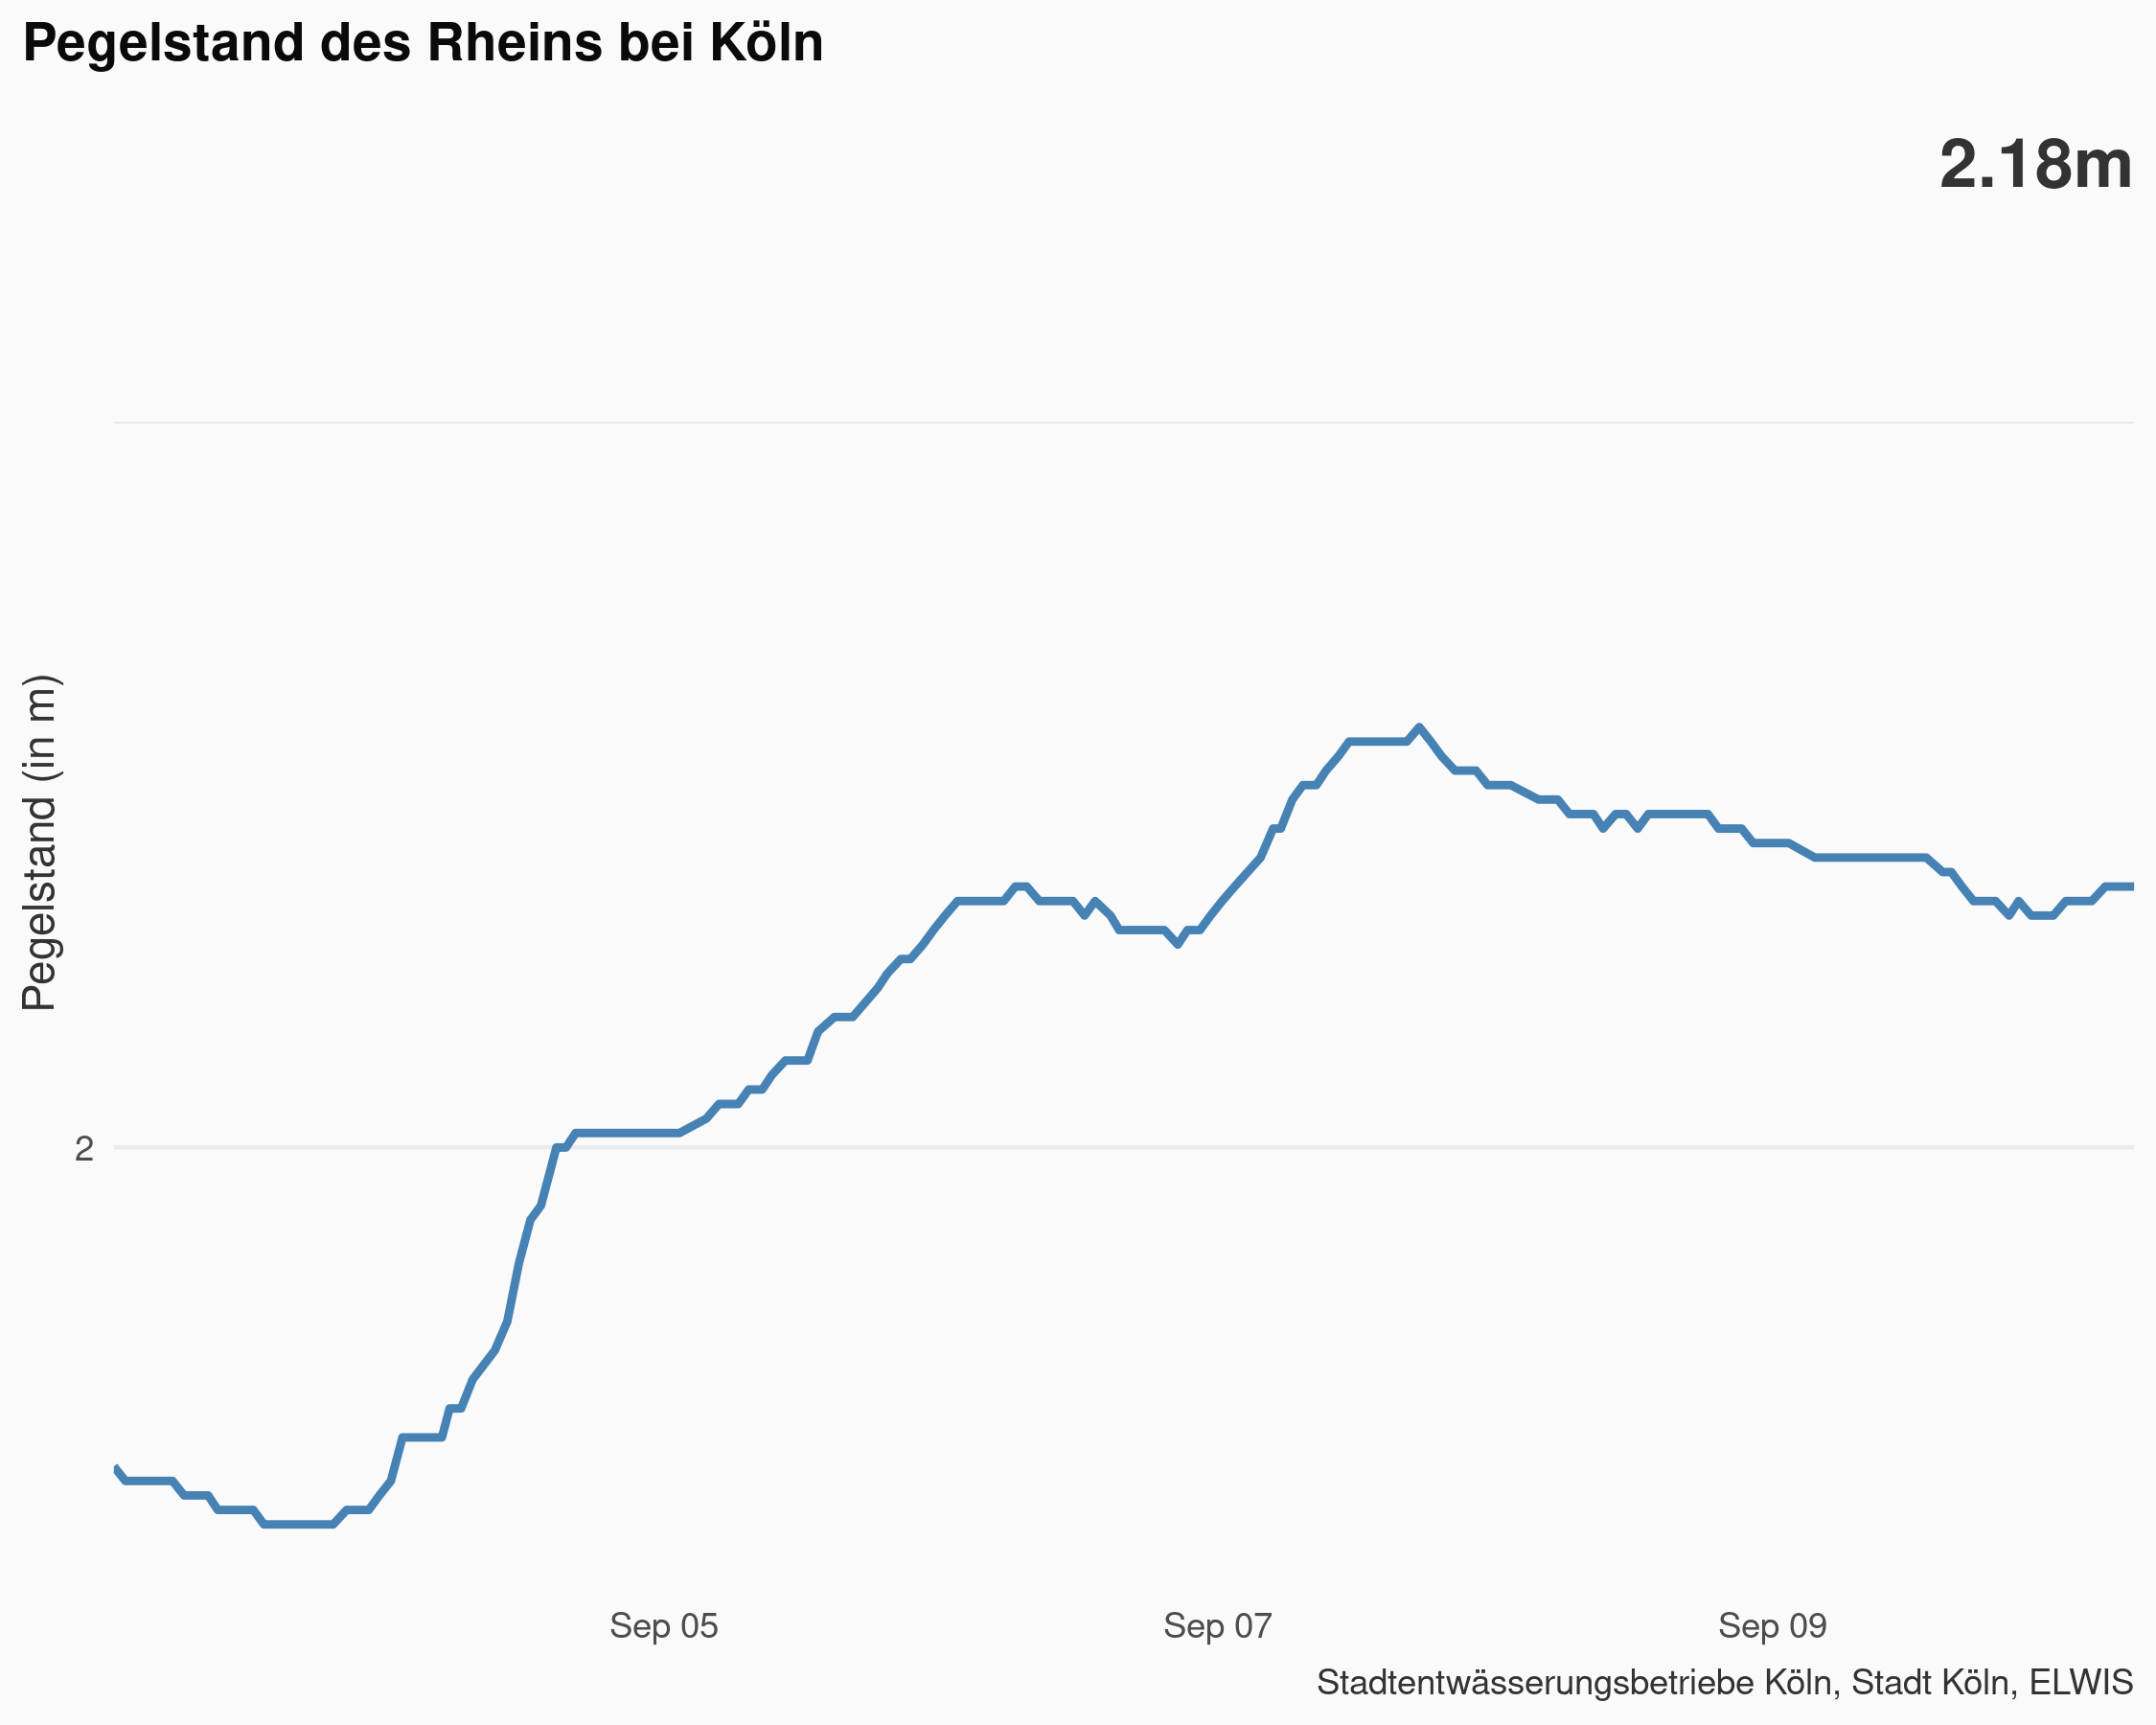 Pegelstand des Rheins bei Köln
2.18m
Pegelstand (in m)
2
Sep 05
Sep 07
Sep 09
Stadtentwässerungsbetriebe Köln, Stadt Köln, ELWIS